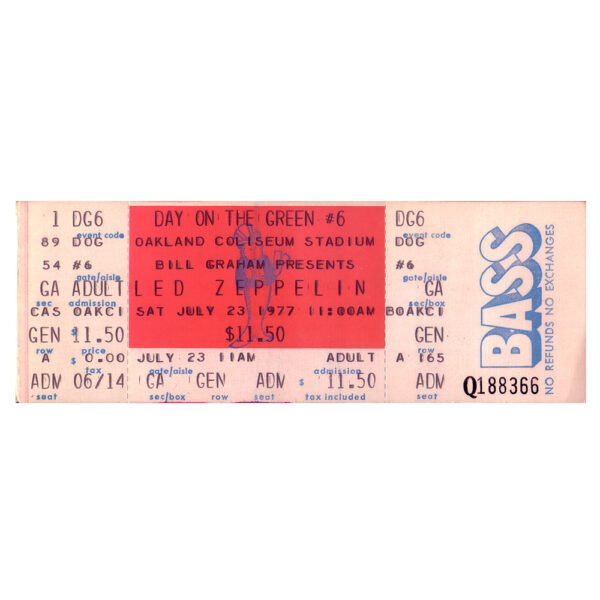 1 DG6 DAY ON THE GREEN #6 DG6
event code event code
89 DOG OAKLAND COLISEUM STADIUM DOG
54 #6 BILL GRAHAM PRESENTS #6
gate/aisle gate/aisle
GA ADULT LED ZEPPELIN GA
sec admission sec/box
CAS OAKCI SAT JULY 23 1977 11:00AM BOAKCI
GEN 11.50 $11.50 GEN
row $ price row
A 0.00 JULY 23 11AM ADULT A 165
tax gate/aisle admission
ADM 06/14 GA GEN ADM $ 11.50 ADM
seat sec/box row seat tax included seat
BASS
NO REFUNDS NO EXCHANGES
Q188366